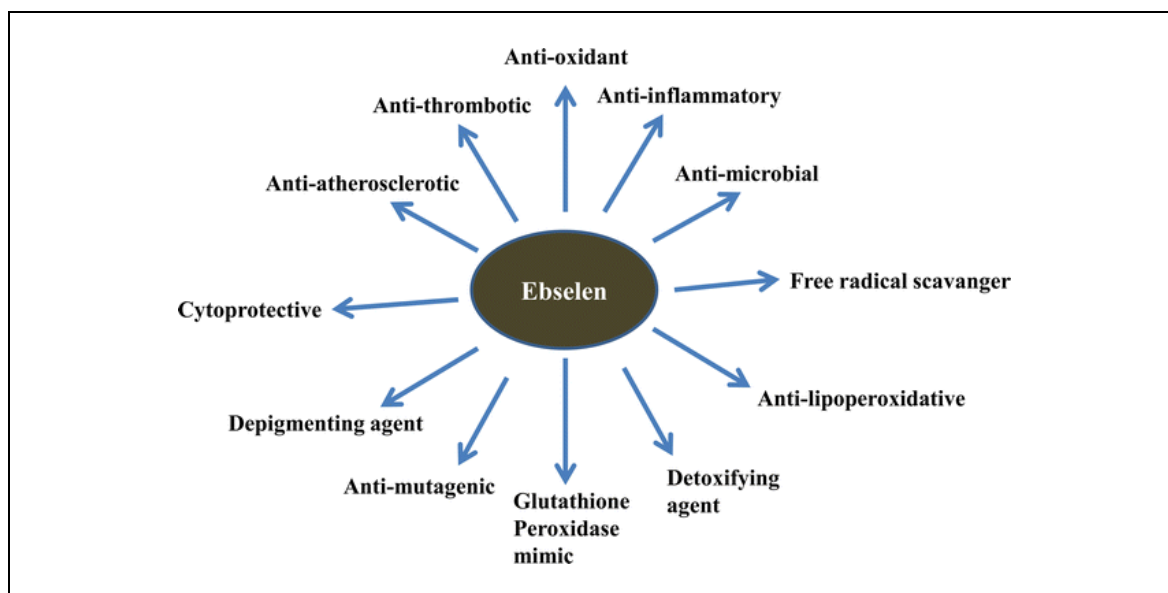 Anti-oxidant
Anti-thrombotic
Anti-inflammatory
Anti-atherosclerotic
Anti-microbial
Ebselen
Free radical scavanger
Cytoprotective
Anti-lipoperoxidative
Depigmenting agent
Anti-mutagenic
Glutathione
Peroxidase
mimic
Detoxifying
agent